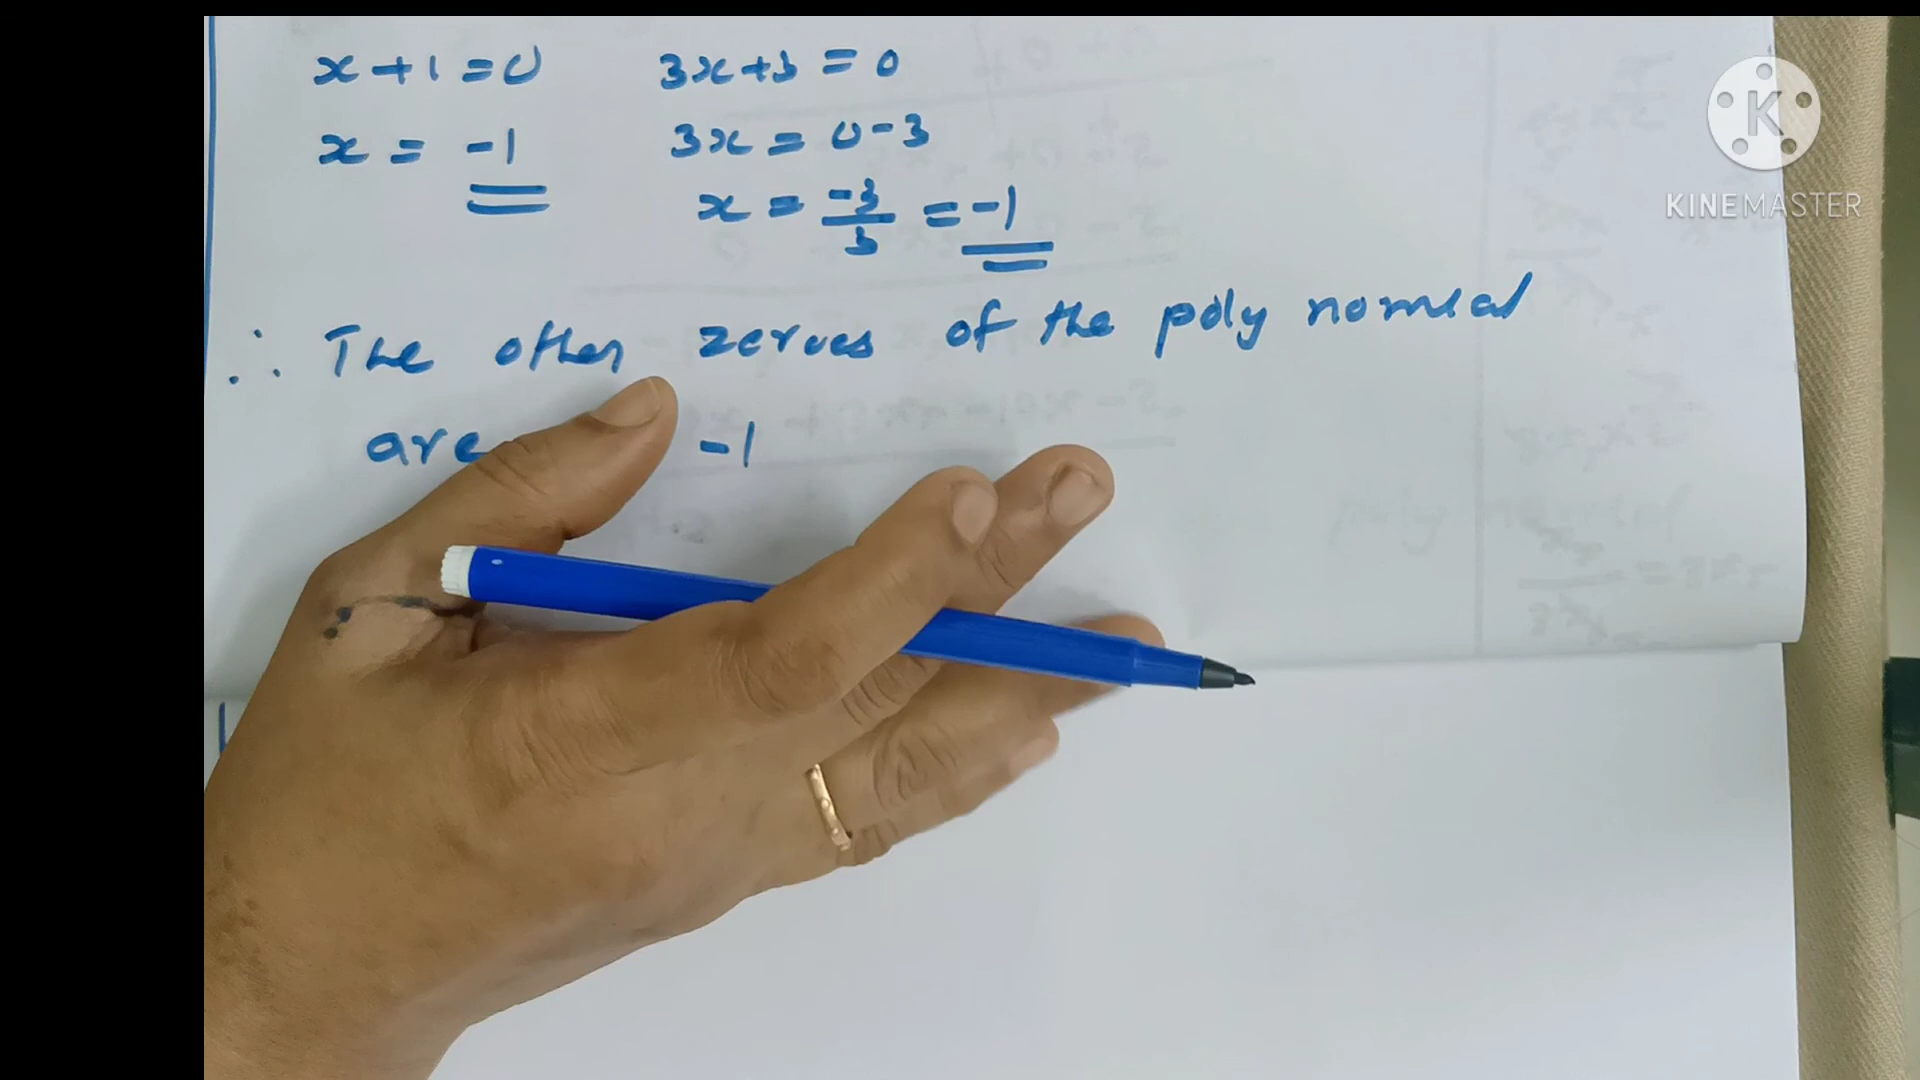 x+1=0 3x+3=0
x = -1 3x = 0-3
x = -3/3 = -1
∴ The other zeroes of the poly nomial
are -1
K
KINEMASTER